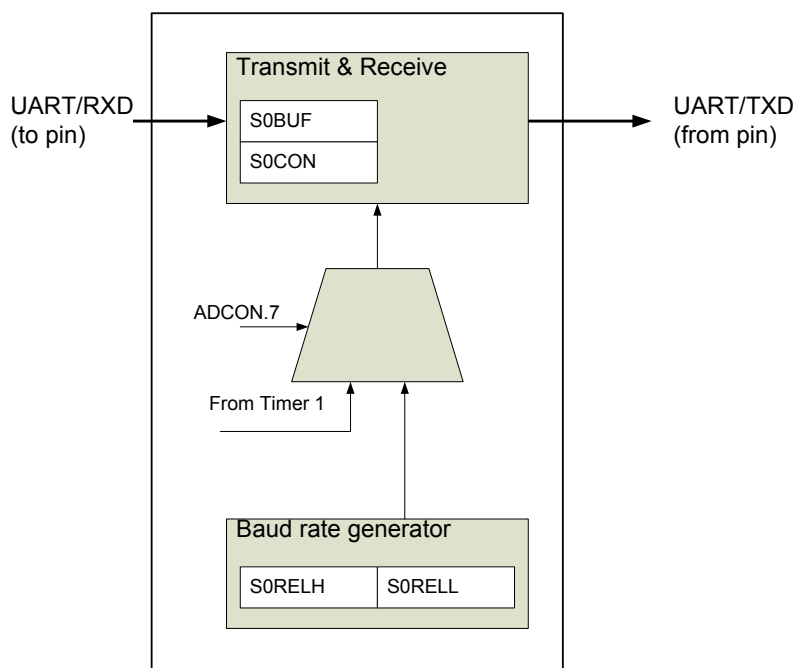 Transmit & Receive
UART/RXD
(to pin)
S0BUF
S0CON
UART/TXD
(from pin)
ADCON.7
From Timer 1
Baud rate generator
S0RELH
S0RELL